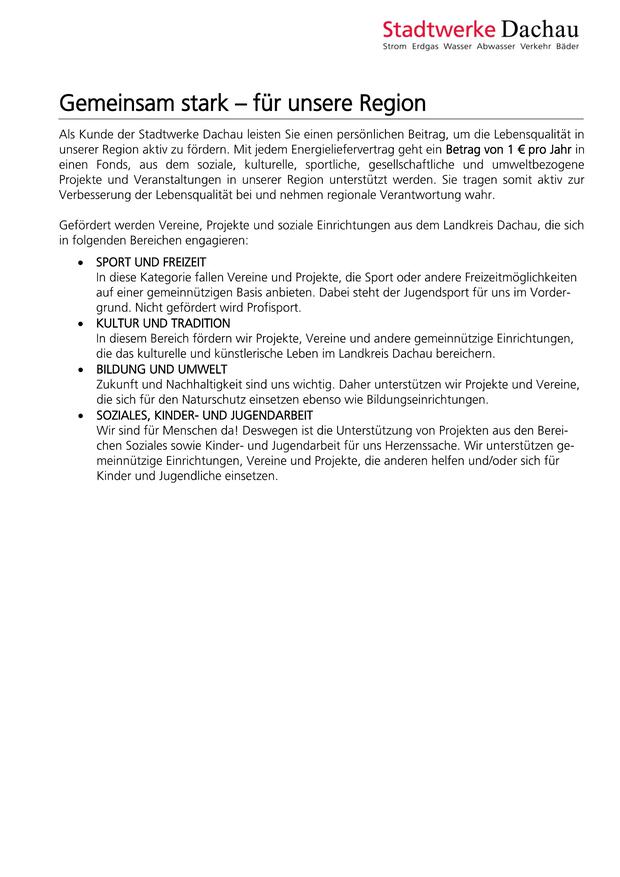 Stadtwerke Dachau
Strom Erdgas Wasser Abwasser Verkehr Bäder
Gemeinsam stark – für unsere Region
Als Kunde der Stadtwerke Dachau leisten Sie einen persönlichen Beitrag, um die Lebensqualität in
unserer Region aktiv zu fördern. Mit jedem Energieliefervertrag geht ein Betrag von 1 € pro Jahr in
einen Fonds, aus dem soziale, kulturelle, sportliche, gesellschaftliche und umweltbezogene
Projekte und Veranstaltungen in unserer Region unterstützt werden. Sie tragen somit aktiv zur
Verbesserung der Lebensqualität bei und nehmen regionale Verantwortung wahr.
Gefördert werden Vereine, Projekte und soziale Einrichtungen aus dem Landkreis Dachau, die sich
in folgenden Bereichen engagieren:
• SPORT UND FREIZEIT
In diese Kategorie fallen Vereine und Projekte, die Sport oder andere Freizeitmöglichkeiten
auf einer gemeinnützigen Basis anbieten. Dabei steht der Jugendsport für uns im Vorder-
grund. Nicht gefördert wird Profisport.
• KULTUR UND TRADITION
In diesem Bereich fördern wir Projekte, Vereine und andere gemeinnützige Einrichtungen,
die das kulturelle und künstlerische Leben im Landkreis Dachau bereichern.
• BILDUNG UND UMWELT
Zukunft und Nachhaltigkeit sind uns wichtig. Daher unterstützen wir Projekte und Vereine,
die sich für den Naturschutz einsetzen ebenso wie Bildungseinrichtungen.
• SOZIALES, KINDER- UND JUGENDARBEIT
Wir sind für Menschen da! Deswegen ist die Unterstützung von Projekten aus den Berei-
chen Soziales sowie Kinder- und Jugendarbeit für uns Herzenssache. Wir unterstützen ge-
meinnützige Einrichtungen, Vereine und Projekte, die anderen helfen und/oder sich für
Kinder und Jugendliche einsetzen.